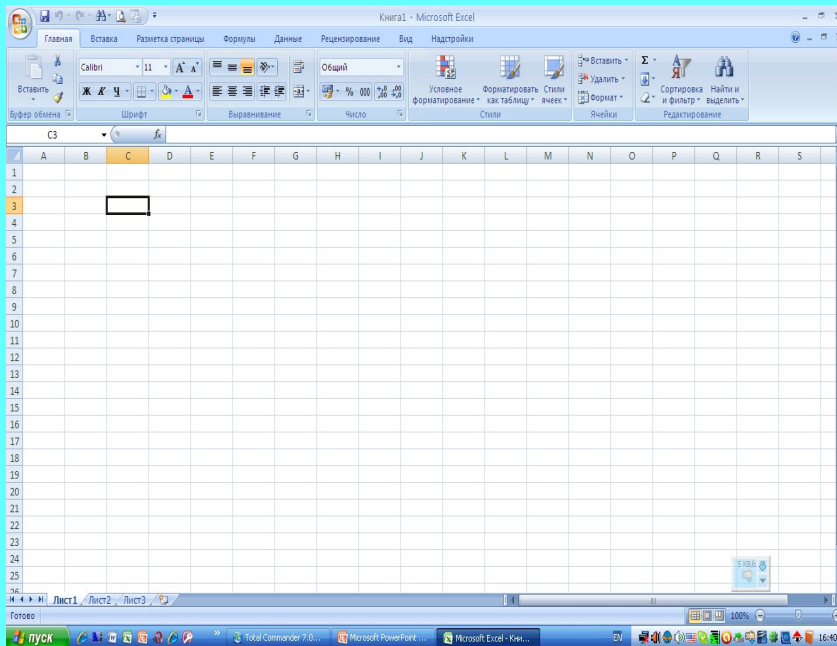 Книга1 - Microsoft Excel
Главная Вставка Разметка страницы Формулы Данные Рецензирование Вид Надстройки
Вставить
Calibri 11
Ж К Ч
Общий
% 000
Условное форматирование
Форматировать как таблицу
Стили ячеек
Вставить
Удалить
Формат
Σ
Сортировка и фильтр
Найти и выделить
Буфер обмена Шрифт Выравнивание Число Стили Ячейки Редактирование
C3 fx
A B C D E F G H I J K L M N O P Q R S
1
2
3
4
5
6
7
8
9
10
11
12
13
14
15
16
17
18
19
20
21
22
23
24
25
26
Лист1 Лист2 Лист3
Готово 100%
пуск Total Commander 7.0... Microsoft PowerPoint ... Microsoft Excel - Кни... EN 16:40